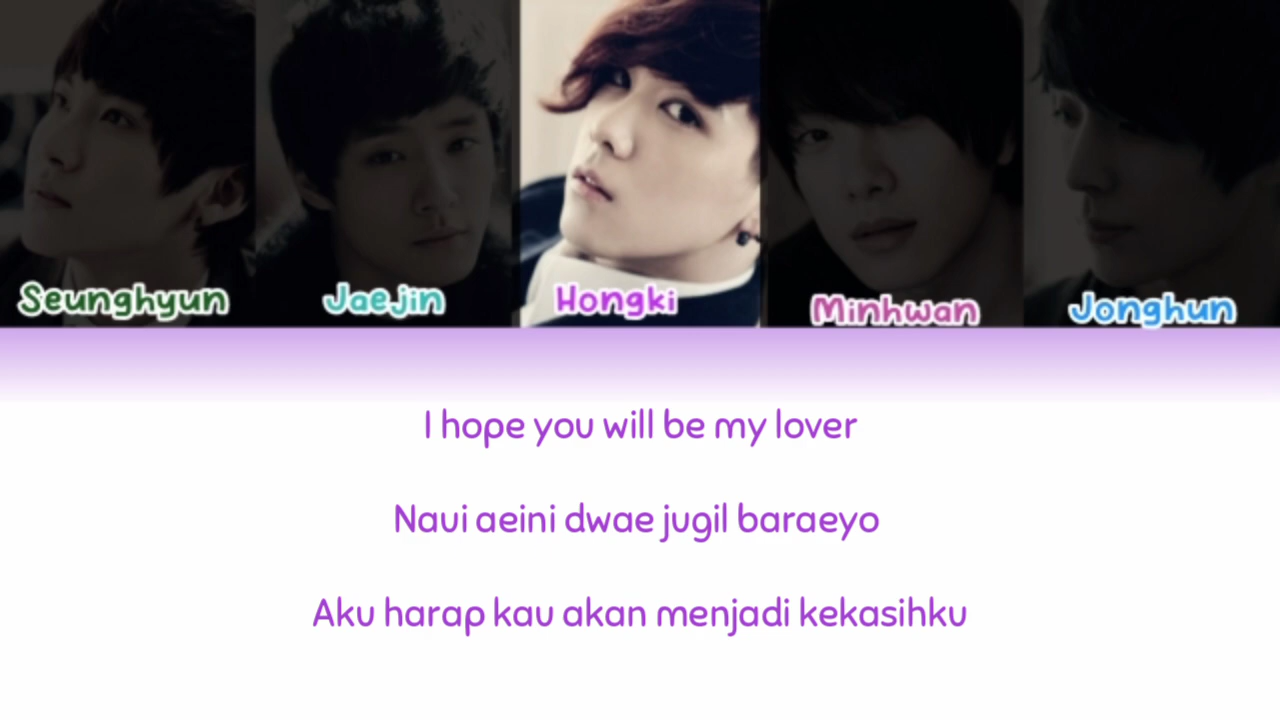 Seunghyun
Jaejin
Hongki
Minhwan
Jonghun
I hope you will be my lover
Naui aeini dwae jugil baraeyo
Aku harap kau akan menjadi kekasihku